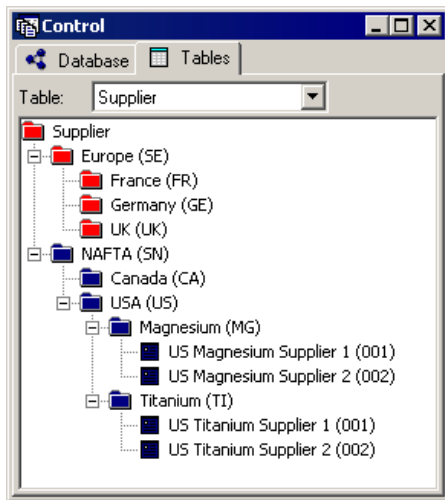 Control
Database Tables
Table: Supplier
Supplier
Europe (SE)
France (FR)
Germany (GE)
UK (UK)
NAFTA (SN)
Canada (CA)
USA (US)
Magnesium (MG)
US Magnesium Supplier 1 (001)
US Magnesium Supplier 2 (002)
Titanium (TI)
US Titanium Supplier 1 (001)
US Titanium Supplier 2 (002)